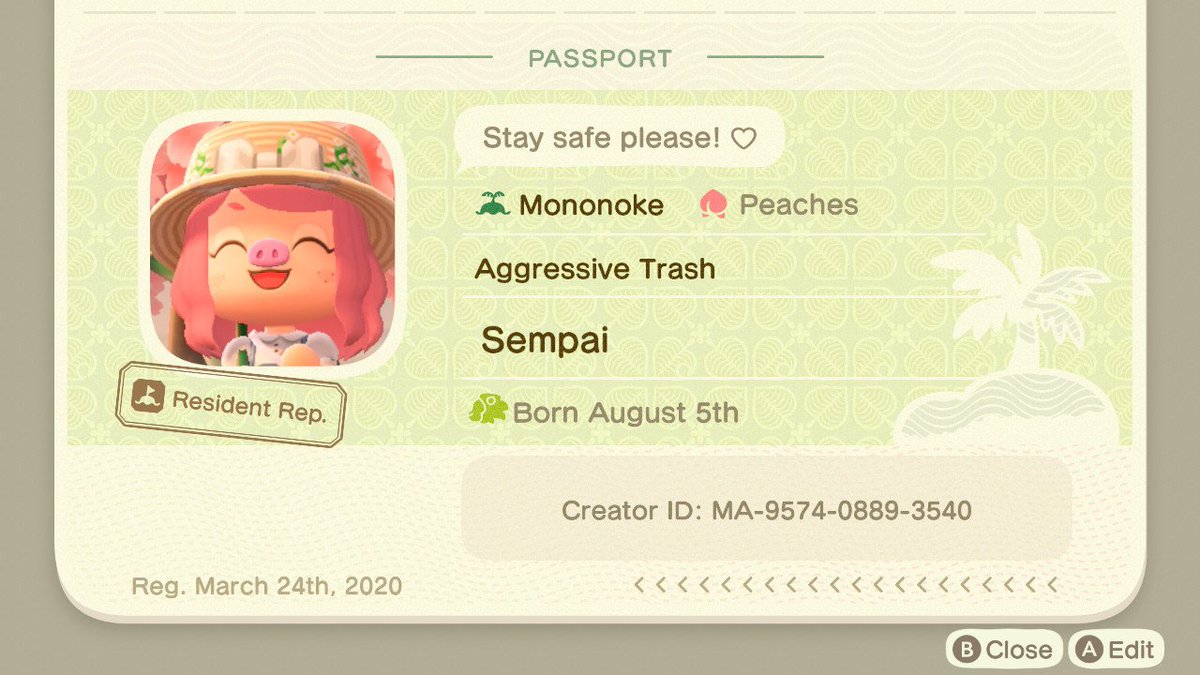 PASSPORT
Stay safe please! ♡
Mononoke Peaches
Aggressive Trash
Sempai
Resident Rep.
Born August 5th
Creator ID: MA-9574-0889-3540
Reg. March 24th, 2020 <<<<<<<<<<<<<<<<<<<<
B Close A Edit